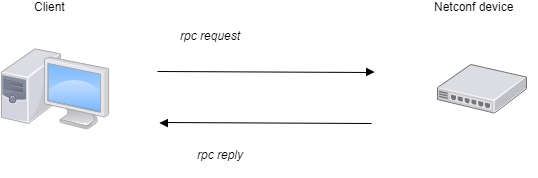 Client
Netconf device
rpc request
rpc reply